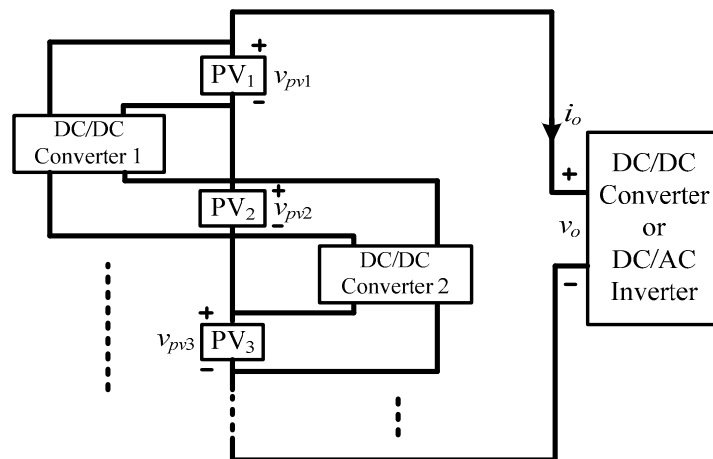 +
PV1
vpv1
-
DC/DC
Converter 1
io
+
DC/DC
Converter
or
DC/AC
Inverter
vo
-
PV2
+
vpv2
-
DC/DC
Converter 2
+
PV3
vpv3
-